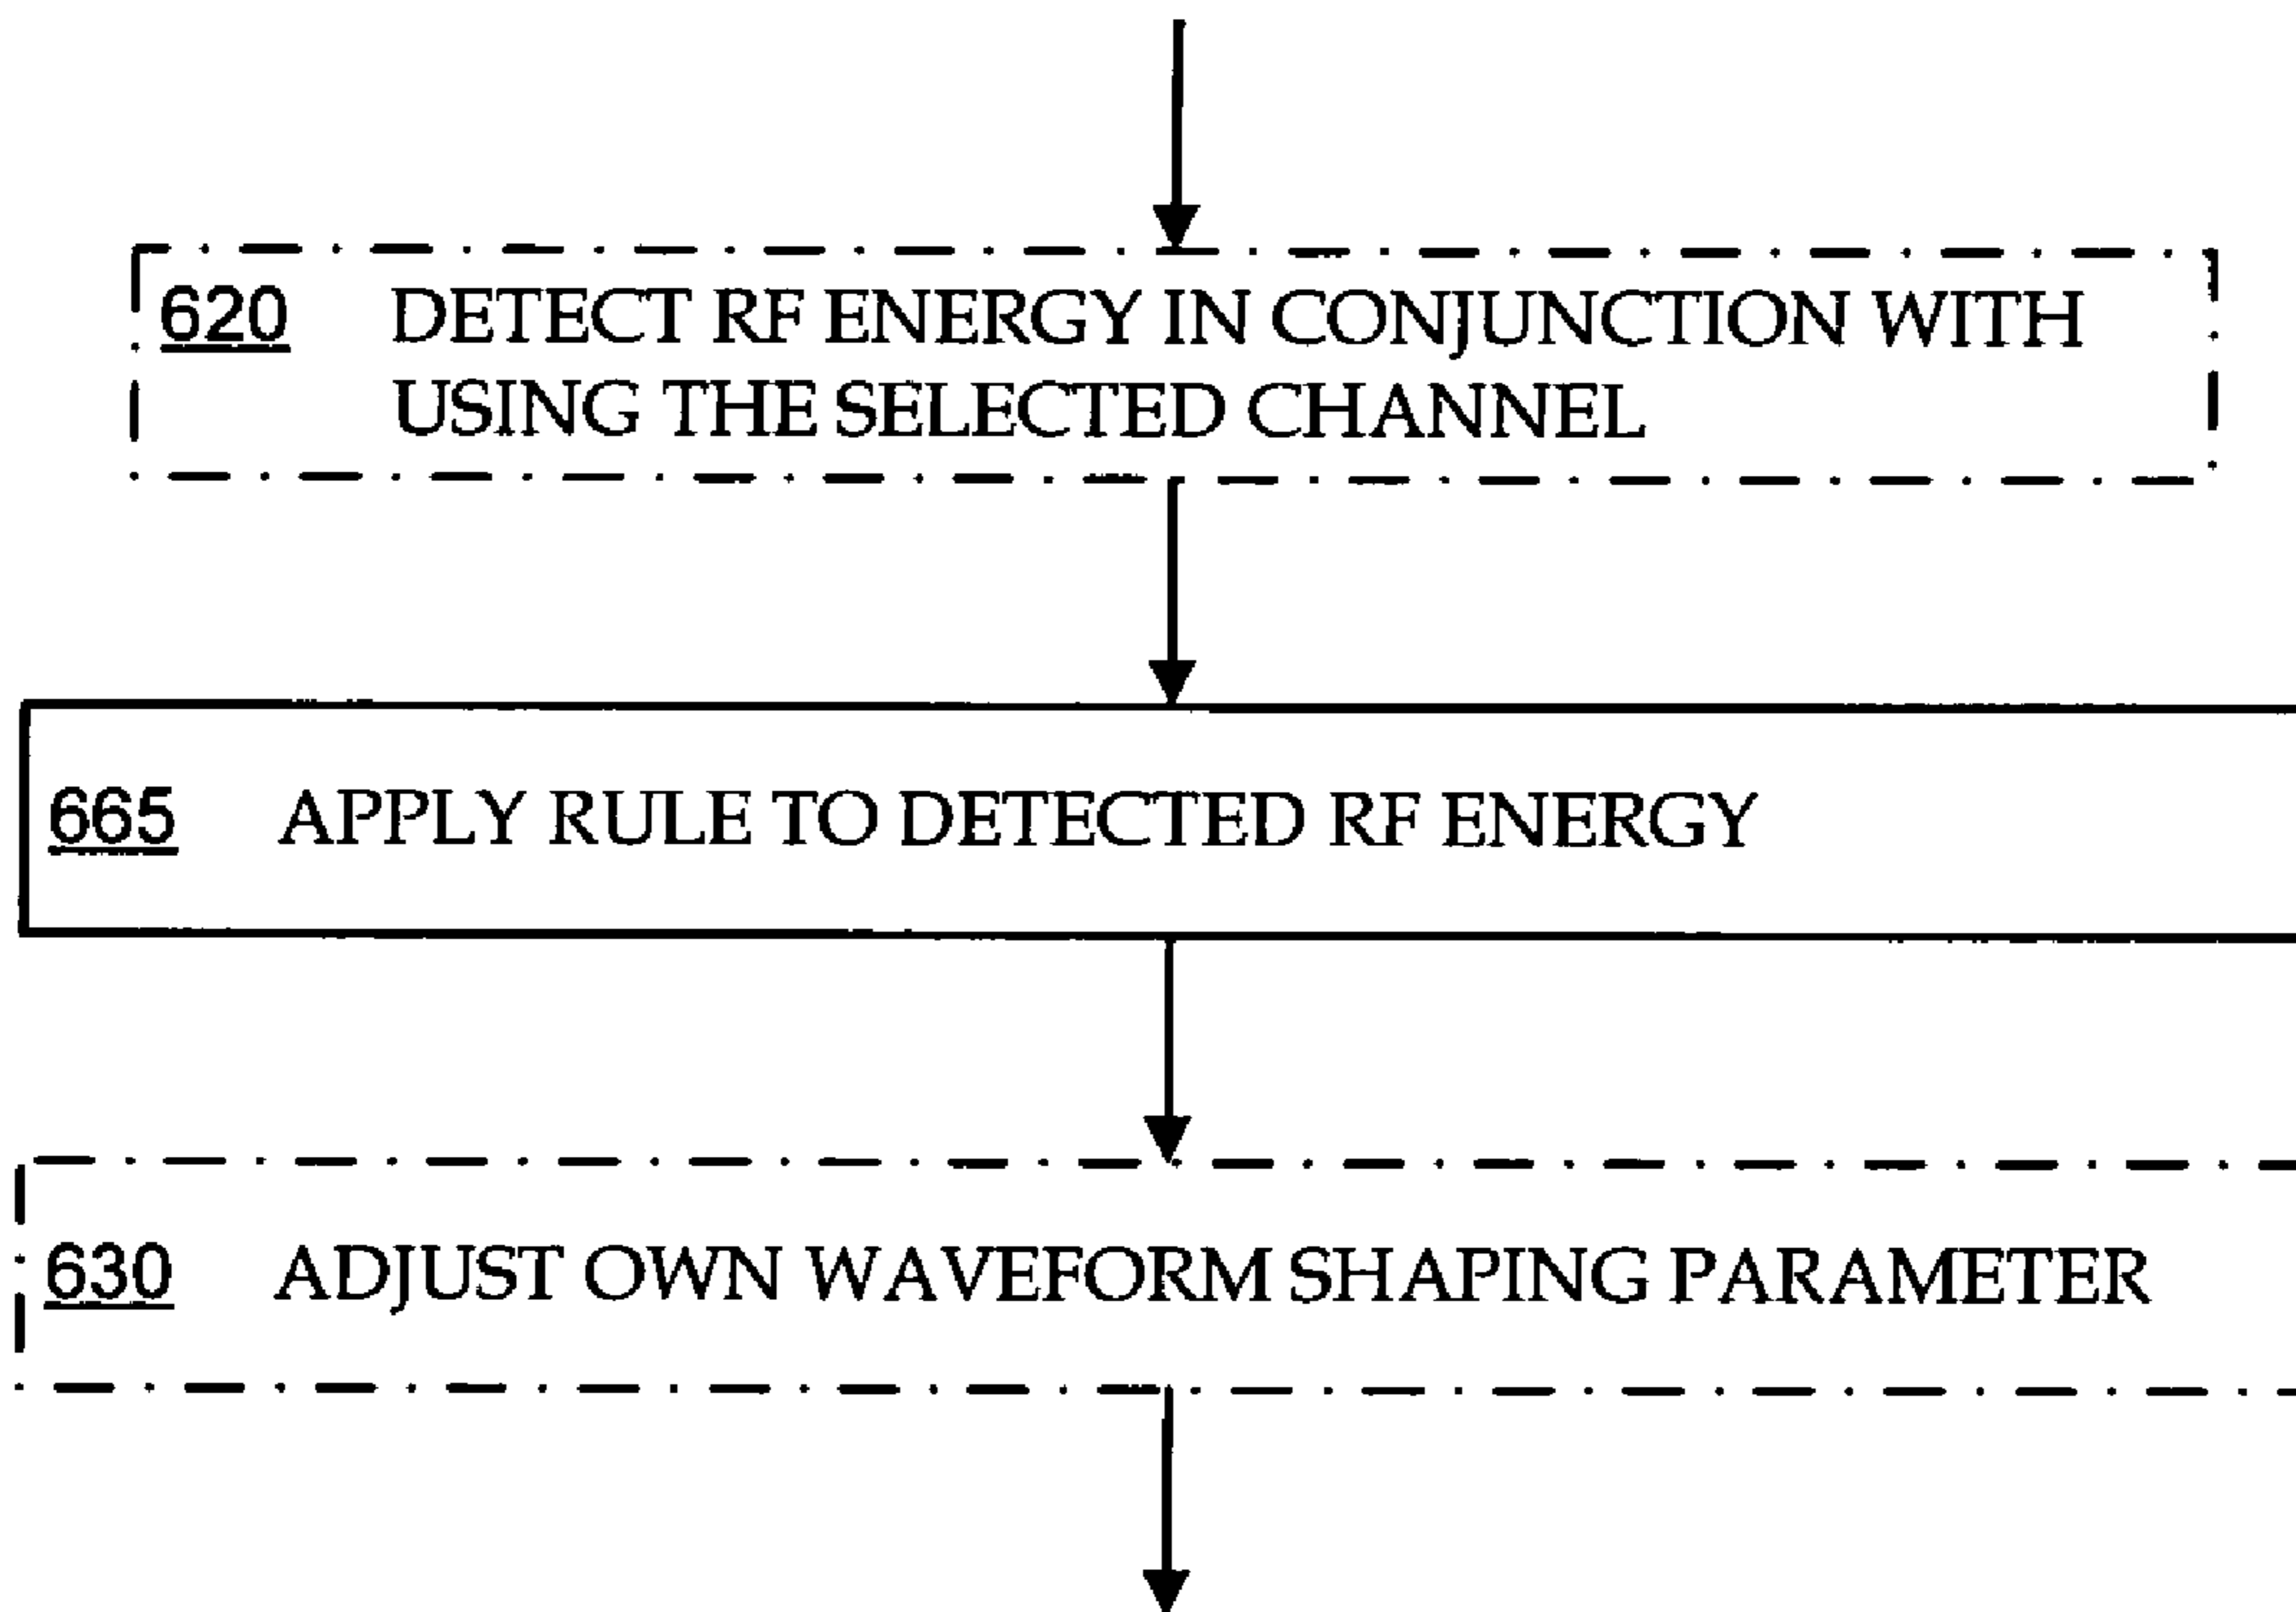 620 DETECT RF ENERGY IN CONJUNCTION WITH
USING THE SELECTED CHANNEL
665 APPLY RULE TO DETECTED RF ENERGY
630 ADJUST OWN WAVEFORM SHAPING PARAMETER